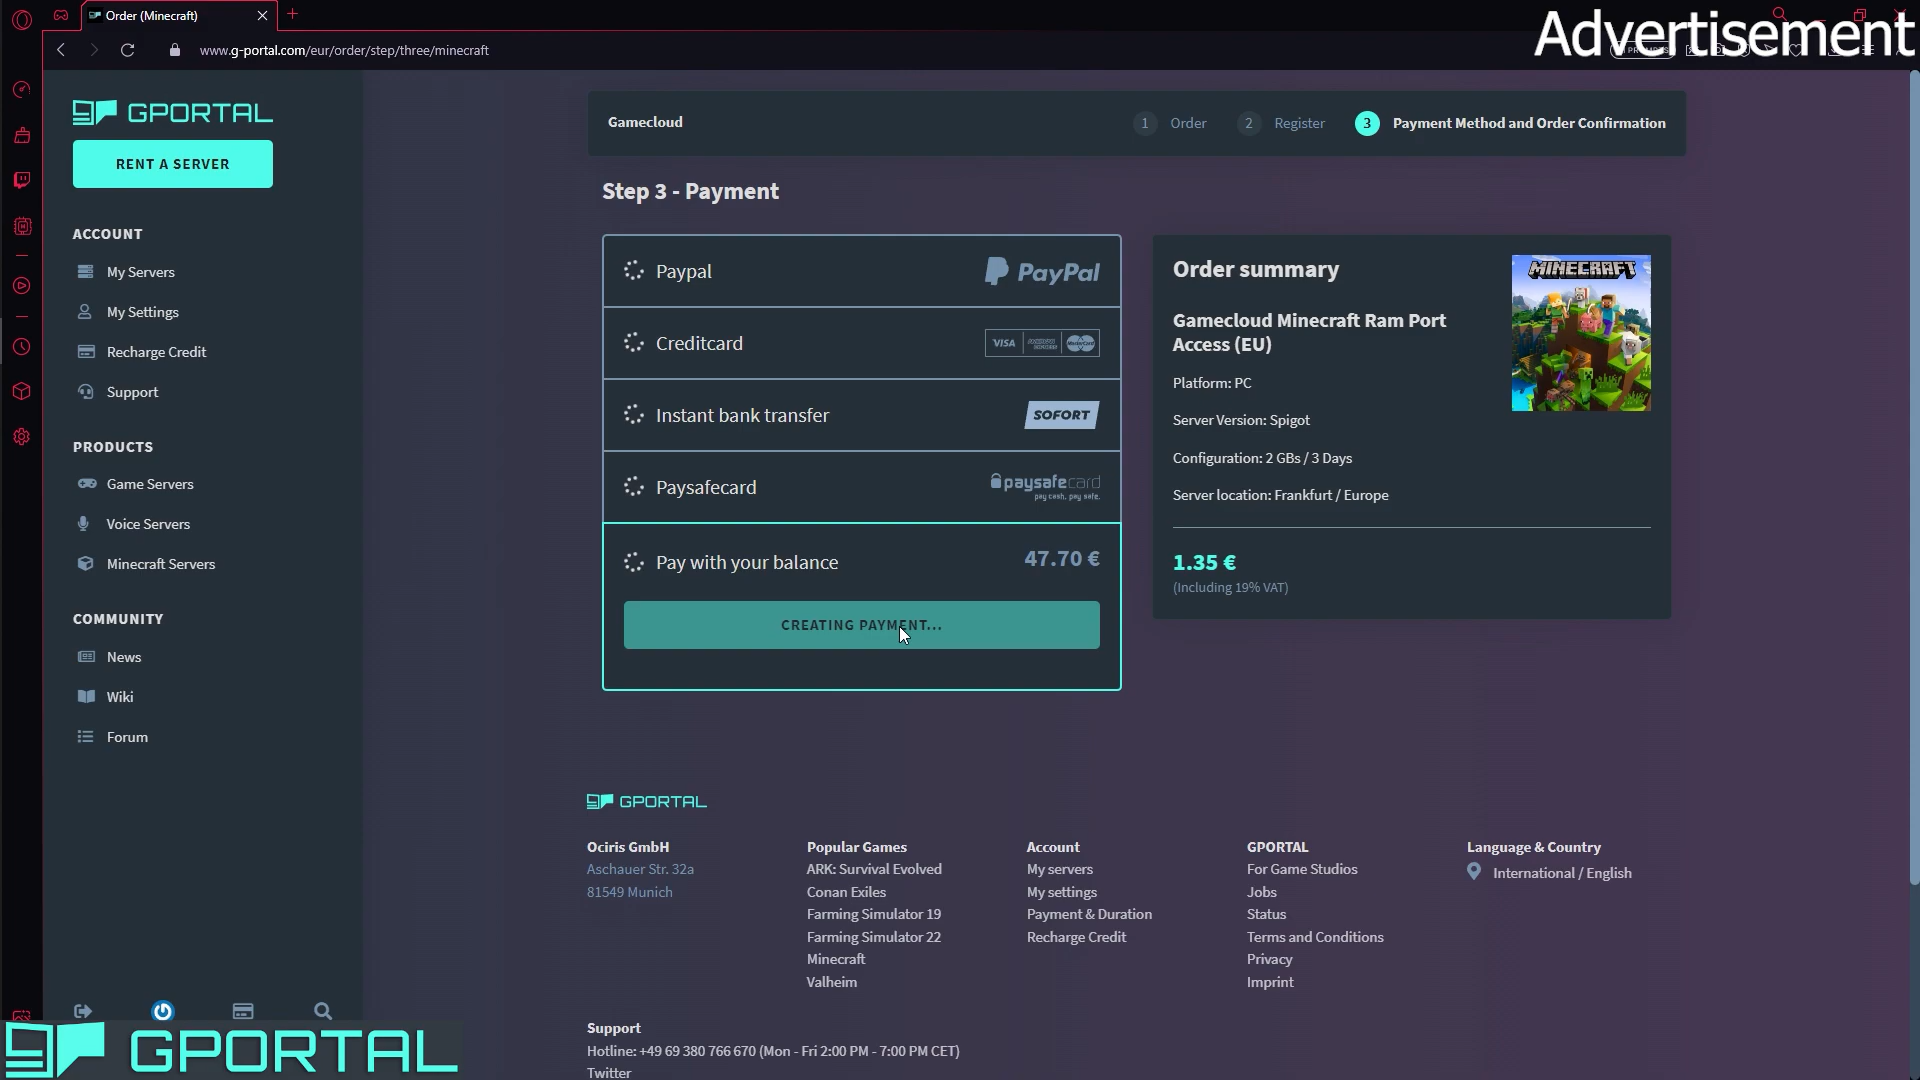 Order (Minecraft)
Advertisement
www.g-portal.com/eur/order/step/three/minecraft
GPORTAL
RENT A SERVER
ACCOUNT
My Servers
My Settings
Recharge Credit
Support
PRODUCTS
Game Servers
Voice Servers
Minecraft Servers
COMMUNITY
News
Wiki
Forum
Gamecloud
1 Order 2 Register 3 Payment Method and Order Confirmation
Step 3 - Payment
Paypal PayPal
Creditcard VISA
Instant bank transfer SOFORT
Paysafecard paysafecard
pay cash. pay safe.
Pay with your balance 47.70 €
CREATING PAYMENT...
Order summary
MINECRAFT
Gamecloud Minecraft Ram Port
Access (EU)
Platform: PC
Server Version: Spigot
Configuration: 2 GBs / 3 Days
Server location: Frankfurt / Europe
1.35 €
(Including 19% VAT)
GPORTAL
Ociris GmbH
Aschauer Str. 32a
81549 Munich
Popular Games
ARK: Survival Evolved
Conan Exiles
Farming Simulator 19
Farming Simulator 22
Minecraft
Valheim
Account
My servers
My settings
Payment & Duration
Recharge Credit
GPORTAL
For Game Studios
Jobs
Status
Terms and Conditions
Privacy
Imprint
Language & Country
International / English
Support
Hotline: +49 69 380 766 670 (Mon - Fri 2:00 PM - 7:00 PM CET)
Twitter
GPORTAL